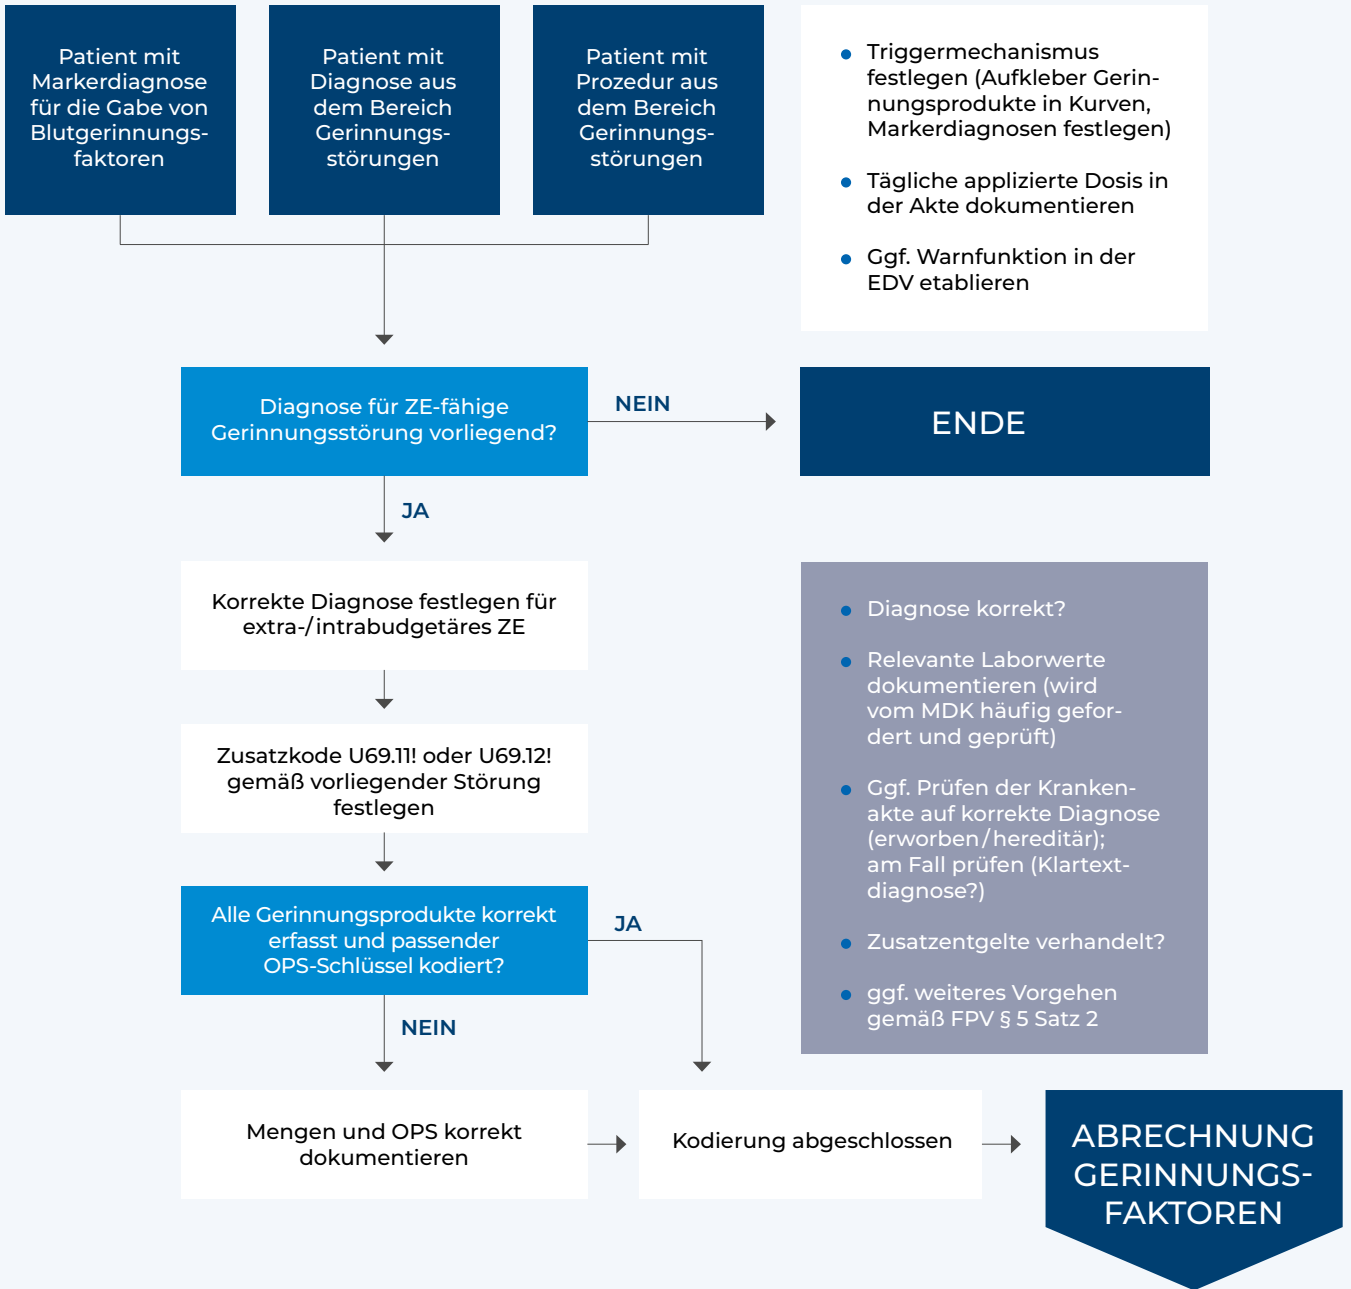 Patient mit
Markerdiagnose
für die Gabe von
Blutgerinnungs-
faktoren
Patient mit
Diagnose aus
dem Bereich
Gerinnungs-
störungen
Patient mit
Prozedur aus
dem Bereich
Gerinnungs-
störungen
Triggermechanismus
festlegen (Aufkleber Gerin-
nungsprodukte in Kurven,
Markerdiagnosen festlegen)
Tägliche applizierte Dosis in
der Akte dokumentieren
Ggf. Warnfunktion in der
EDV etablieren
Diagnose für ZE-fähige
Gerinnungsstörung vorliegend?
NEIN
ENDE
JA
Korrekte Diagnose festlegen für
extra-/intrabudgetäres ZE
Zusatzkode U69.11! oder U69.12!
gemäß vorliegender Störung
festlegen
Diagnose korrekt?
Relevante Laborwerte
dokumentieren (wird
vom MDK häufig gefor-
dert und geprüft)
Ggf. Prüfen der Kranken-
akte auf korrekte Diagnose
(erworben/hereditär);
am Fall prüfen (Klartext-
diagnose?)
Zusatzentgelte verhandelt?
ggf. weiteres Vorgehen
gemäß FPV § 5 Satz 2
Alle Gerinnungsprodukte korrekt
erfasst und passender
OPS-Schlüssel kodiert?
JA
NEIN
Mengen und OPS korrekt
dokumentieren
Kodierung abgeschlossen
ABRECHNUNG
GERINNUNGS-
FAKTOREN